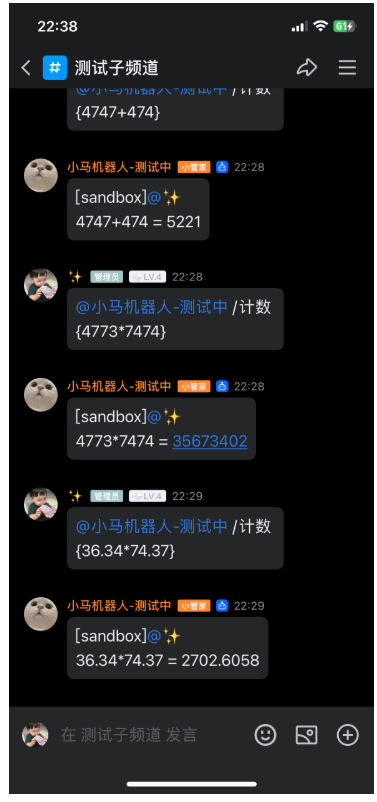 22:38
61
测试子频道
@小马机器人-测试中 /计数
{4747+474}
小马机器人-测试中 小管家 22:28
[sandbox]@✨
4747+474 = 5221
✨ 管理员 LV.4 22:28
@小马机器人-测试中 /计数
{4773*7474}
小马机器人-测试中 小管家 22:28
[sandbox]@✨
4773*7474 = 35673402
✨ 管理员 LV.4 22:29
@小马机器人-测试中 /计数
{36.34*74.37}
小马机器人-测试中 小管家 22:29
[sandbox]@✨
36.34*74.37 = 2702.6058
在 测试子频道 发言